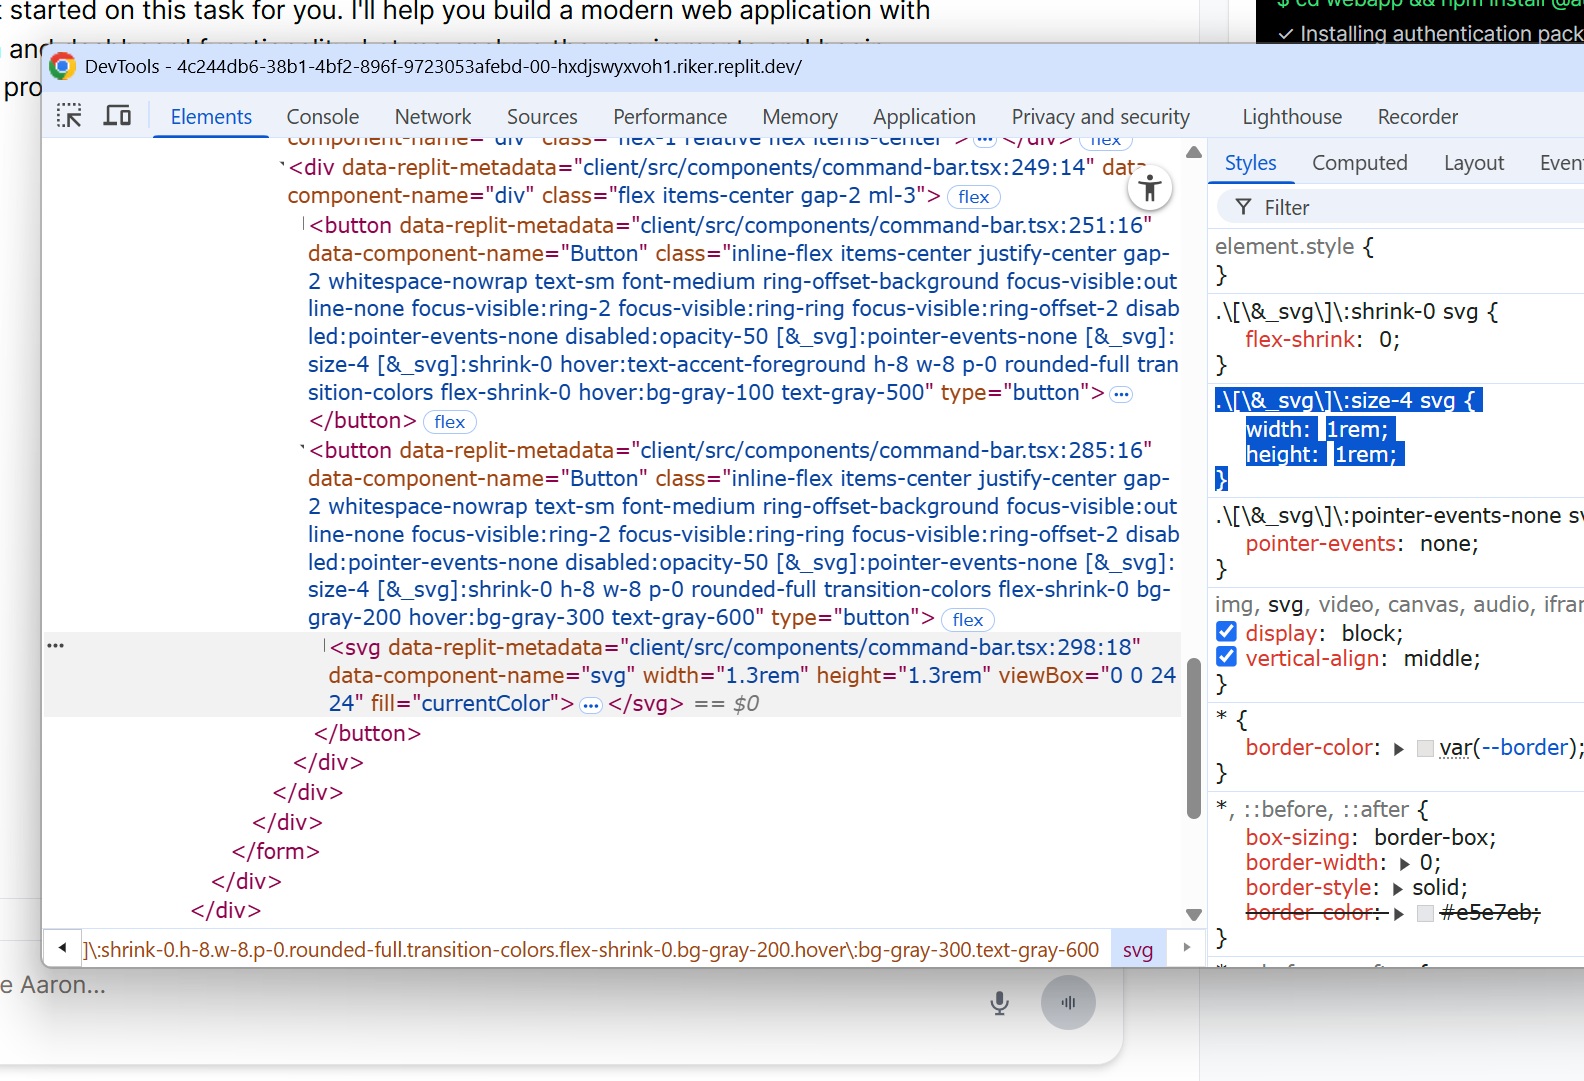 started on this task for you. I'll help you build a modern web application with
$ cd webapp && npm install
✓ Installing authentication pack
and
pro
DevTools - 4c244db6-38b1-4bf2-896f-9723053afebd-00-hxdjswyxvoh1.riker.replit.dev/
Elements Console Network Sources Performance Memory Application Privacy and security Lighthouse Recorder
component-name="div" class="flex-1 relative flex items-center"> ... </div> flex
<div data-replit-metadata="client/src/components/command-bar.tsx:249:14" data-
component-name="div" class="flex items-center gap-2 ml-3"> flex
<button data-replit-metadata="client/src/components/command-bar.tsx:251:16"
data-component-name="Button" class="inline-flex items-center justify-center gap-
2 whitespace-nowrap text-sm font-medium ring-offset-background focus-visible:out
line-none focus-visible:ring-2 focus-visible:ring-ring focus-visible:ring-offset-2 disab
led:pointer-events-none disabled:opacity-50 [&_svg]:pointer-events-none [&_svg]:
size-4 [&_svg]:shrink-0 hover:text-accent-foreground h-8 w-8 p-0 rounded-full tran
sition-colors flex-shrink-0 hover:bg-gray-100 text-gray-500" type="button"> ...
</button> flex
<button data-replit-metadata="client/src/components/command-bar.tsx:285:16"
data-component-name="Button" class="inline-flex items-center justify-center gap-
2 whitespace-nowrap text-sm font-medium ring-offset-background focus-visible:out
line-none focus-visible:ring-2 focus-visible:ring-ring focus-visible:ring-offset-2 disab
led:pointer-events-none disabled:opacity-50 [&_svg]:pointer-events-none [&_svg]:
size-4 [&_svg]:shrink-0 h-8 w-8 p-0 rounded-full transition-colors flex-shrink-0 bg-
gray-200 hover:bg-gray-300 text-gray-600" type="button"> flex
... <svg data-replit-metadata="client/src/components/command-bar.tsx:298:18"
data-component-name="svg" width="1.3rem" height="1.3rem" viewBox="0 0 24
24" fill="currentColor"> ... </svg> == $0
</button>
</div>
</div>
</div>
</form>
</div>
</div>
]\:shrink-0.h-8.w-8.p-0.rounded-full.transition-colors.flex-shrink-0.bg-gray-200.hover\:bg-gray-300.text-gray-600 svg
Styles Computed Layout Even
Filter
element.style {
}
.\[\&_svg\]\:shrink-0 svg {
flex-shrink: 0;
}
.\[\&_svg\]\:size-4 svg {
width: 1rem;
height: 1rem;
}
.\[\&_svg\]\:pointer-events-none sv
pointer-events: none;
}
img, svg, video, canvas, audio, ifrar
display: block;
vertical-align: middle;
}
* {
border-color: var(--border);
}
*, ::before, ::after {
box-sizing: border-box;
border-width: 0;
border-style: solid;
border-color: #e5e7eb;
}
e Aaron...